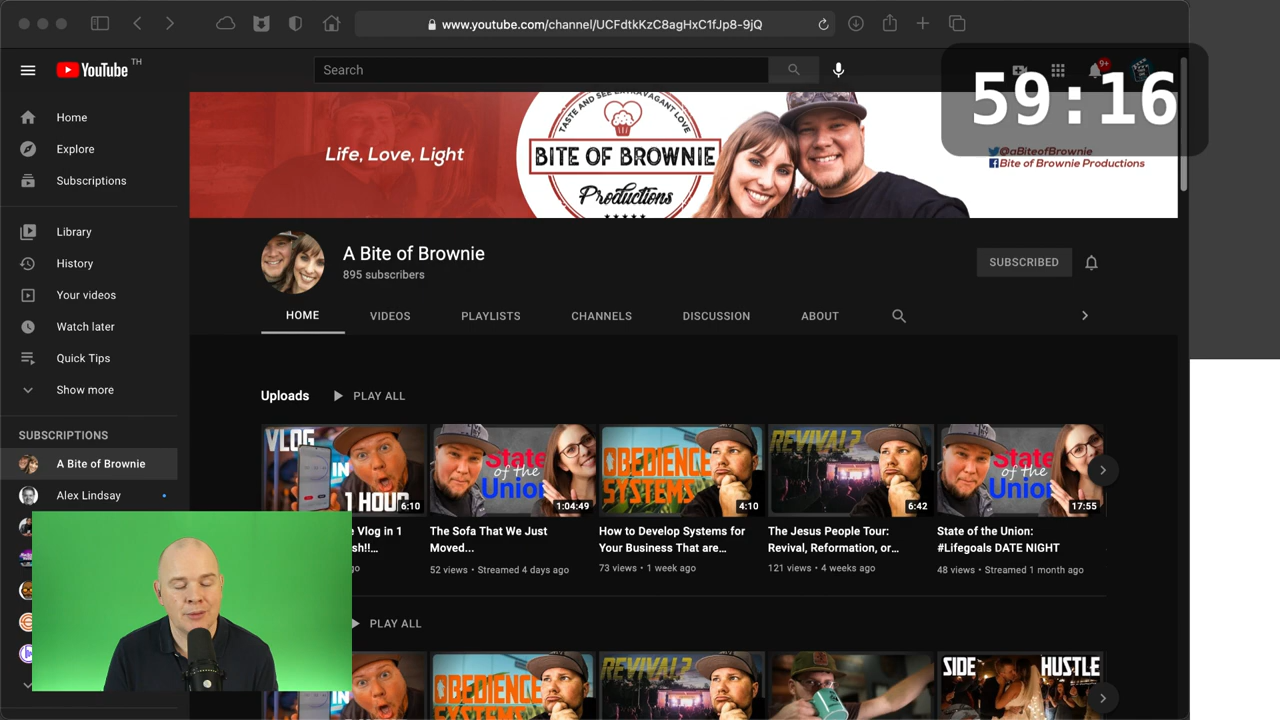 www.youtube.com/channel/UCFdtkKzC8agHxC1fJp8-9jQ
YouTube TH
Search
9+
59:16
Home
Explore
Subscriptions
Library
History
Your videos
Watch later
Quick Tips
Show more
SUBSCRIPTIONS
A Bite of Brownie
Alex Lindsay
Life, Love, Light
TASTE AND SEE EXTRAVAGANT LOVE
BITE OF BROWNIE
Productions
@aBiteofBrownie
Bite of Brownie Productions
A Bite of Brownie
895 subscribers
SUBSCRIBED
HOME
VIDEOS
PLAYLISTS
CHANNELS
DISCUSSION
ABOUT
Uploads
PLAY ALL
VLOG
IN
1 HOUR
6:10
State
of the
Union
1:04:49
OBEDIENCE
SYSTEMS
4:10
REVIVAL?
6:42
State
of the
Union
17:55
e Vlog in 1
sh!!…
go
The Sofa That We Just
Moved...
52 views • Streamed 4 days ago
How to Develop Systems for
Your Business That are…
73 views • 1 week ago
The Jesus People Tour:
Revival, Reformation, or…
121 views • 4 weeks ago
State of the Union:
#Lifegoals DATE NIGHT
48 views • Streamed 1 month ago
PLAY ALL
OBEDIENCE
REVIVAL?
SIDE HUSTLE